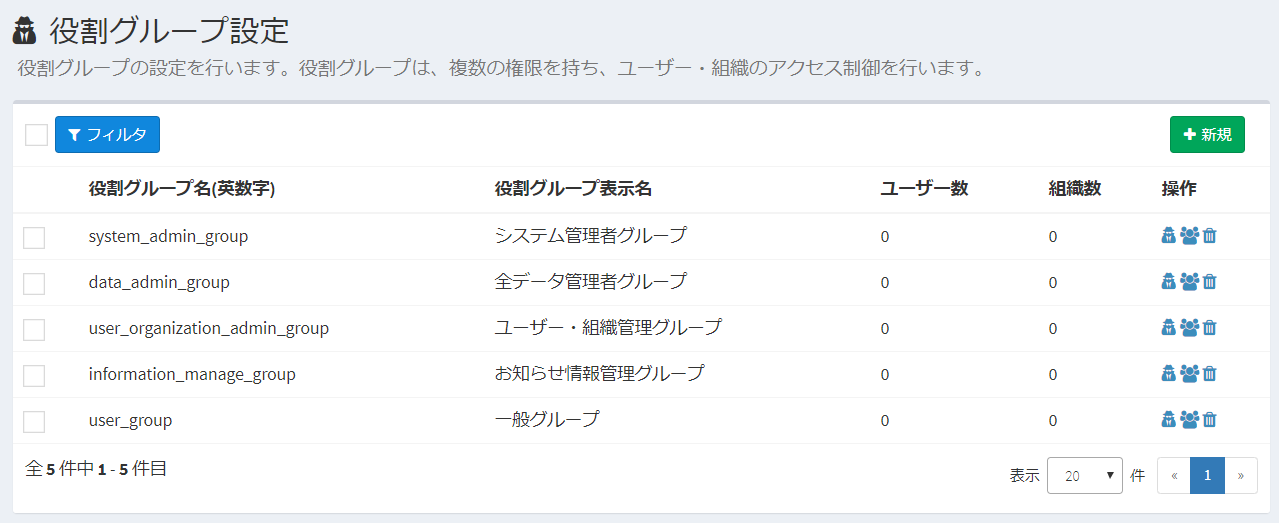 役割グループ設定
役割グループの設定を行います。役割グループは、複数の権限を持ち、ユーザー・組織のアクセス制御を行います。
フィルタ 新規
役割グループ名(英数字) 役割グループ表示名 ユーザー数 組織数 操作
system_admin_group システム管理者グループ 0 0
data_admin_group 全データ管理者グループ 0 0
user_organization_admin_group ユーザー・組織管理グループ 0 0
information_manage_group お知らせ情報管理グループ 0 0
user_group 一般グループ 0 0
全 5 件中 1 - 5 件目 表示 20 件 « 1 »